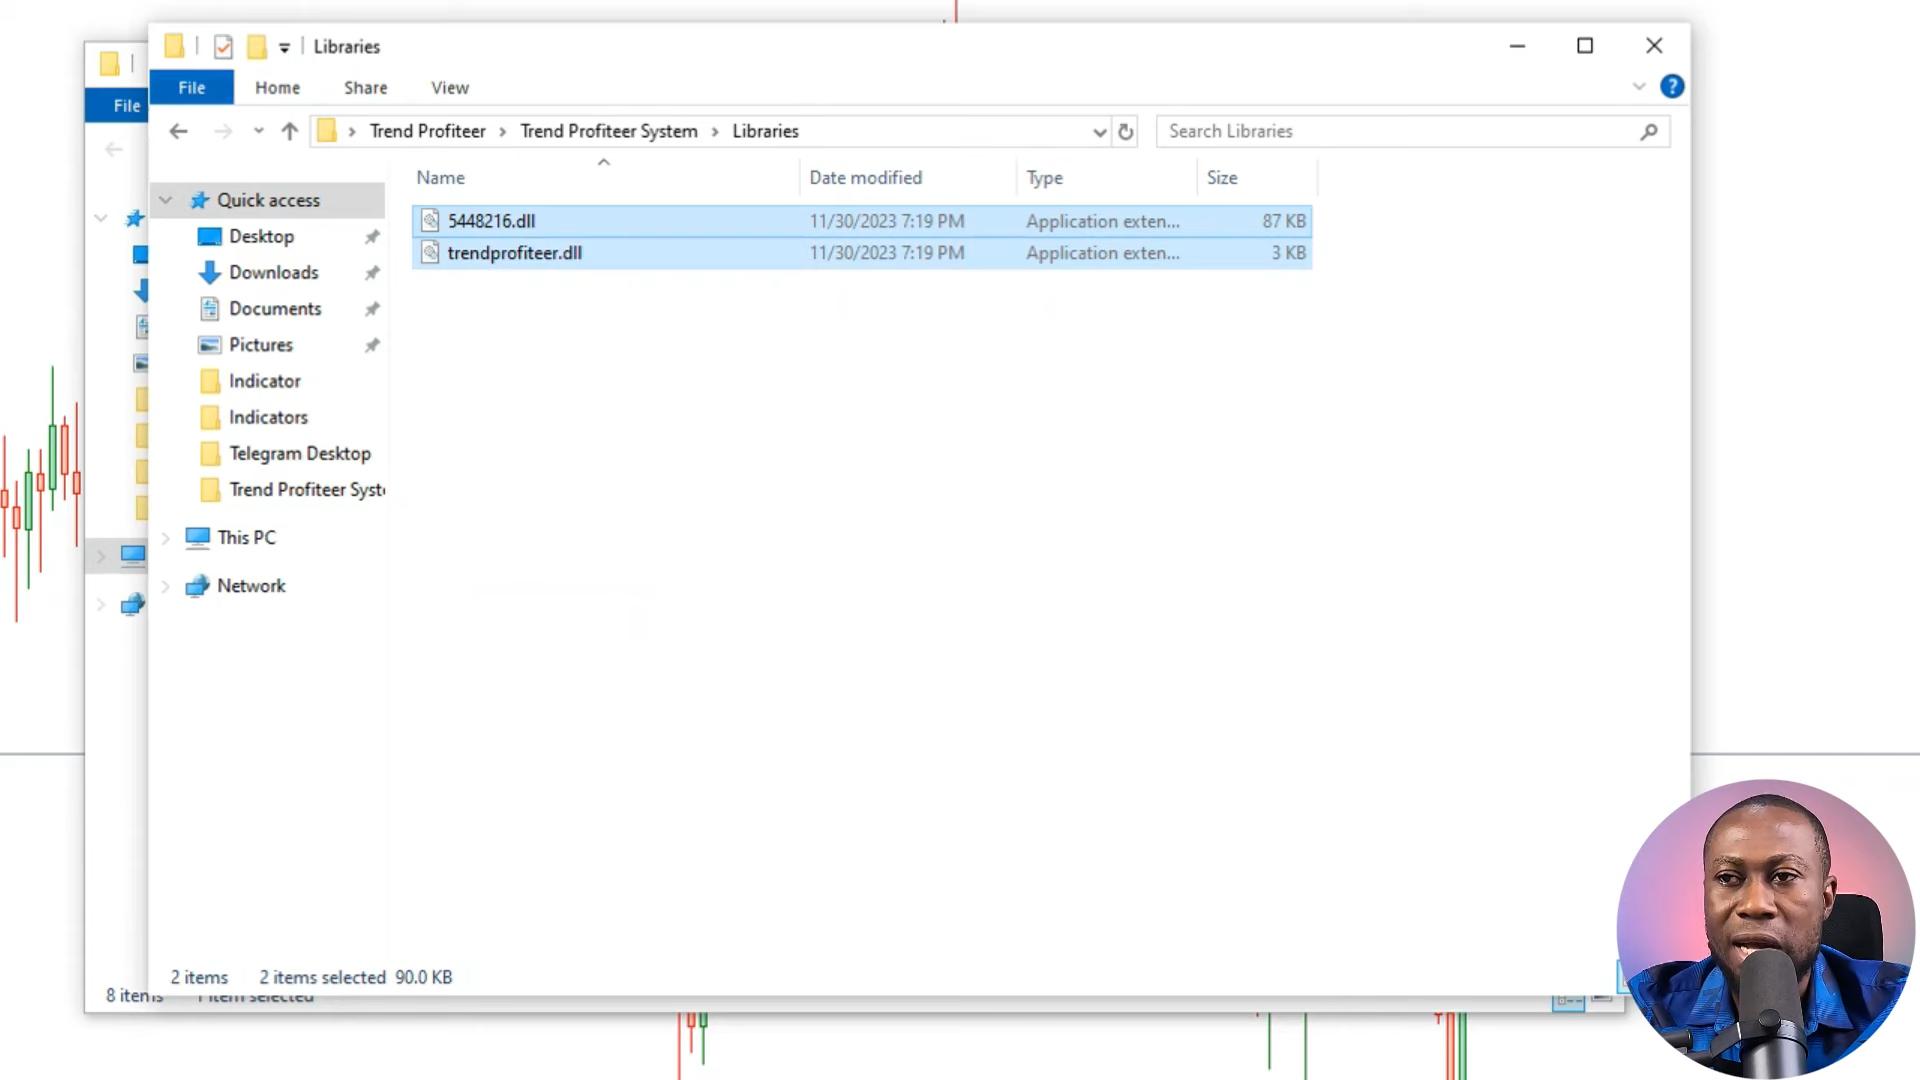 Libraries
File
File Home Share View
Trend Profiteer Trend Profiteer System Libraries
Search Libraries
Name Date modified Type Size
Quick access
Desktop
Downloads
Documents
Pictures
Indicator
Indicators
Telegram Desktop
Trend Profiteer Syst
This PC
Network
5448216.dll 11/30/2023 7:19 PM Application exten... 87 KB
trendprofiteer.dll 11/30/2023 7:19 PM Application exten... 3 KB
2 items 2 items selected 90.0 KB
8 items 1 item selected